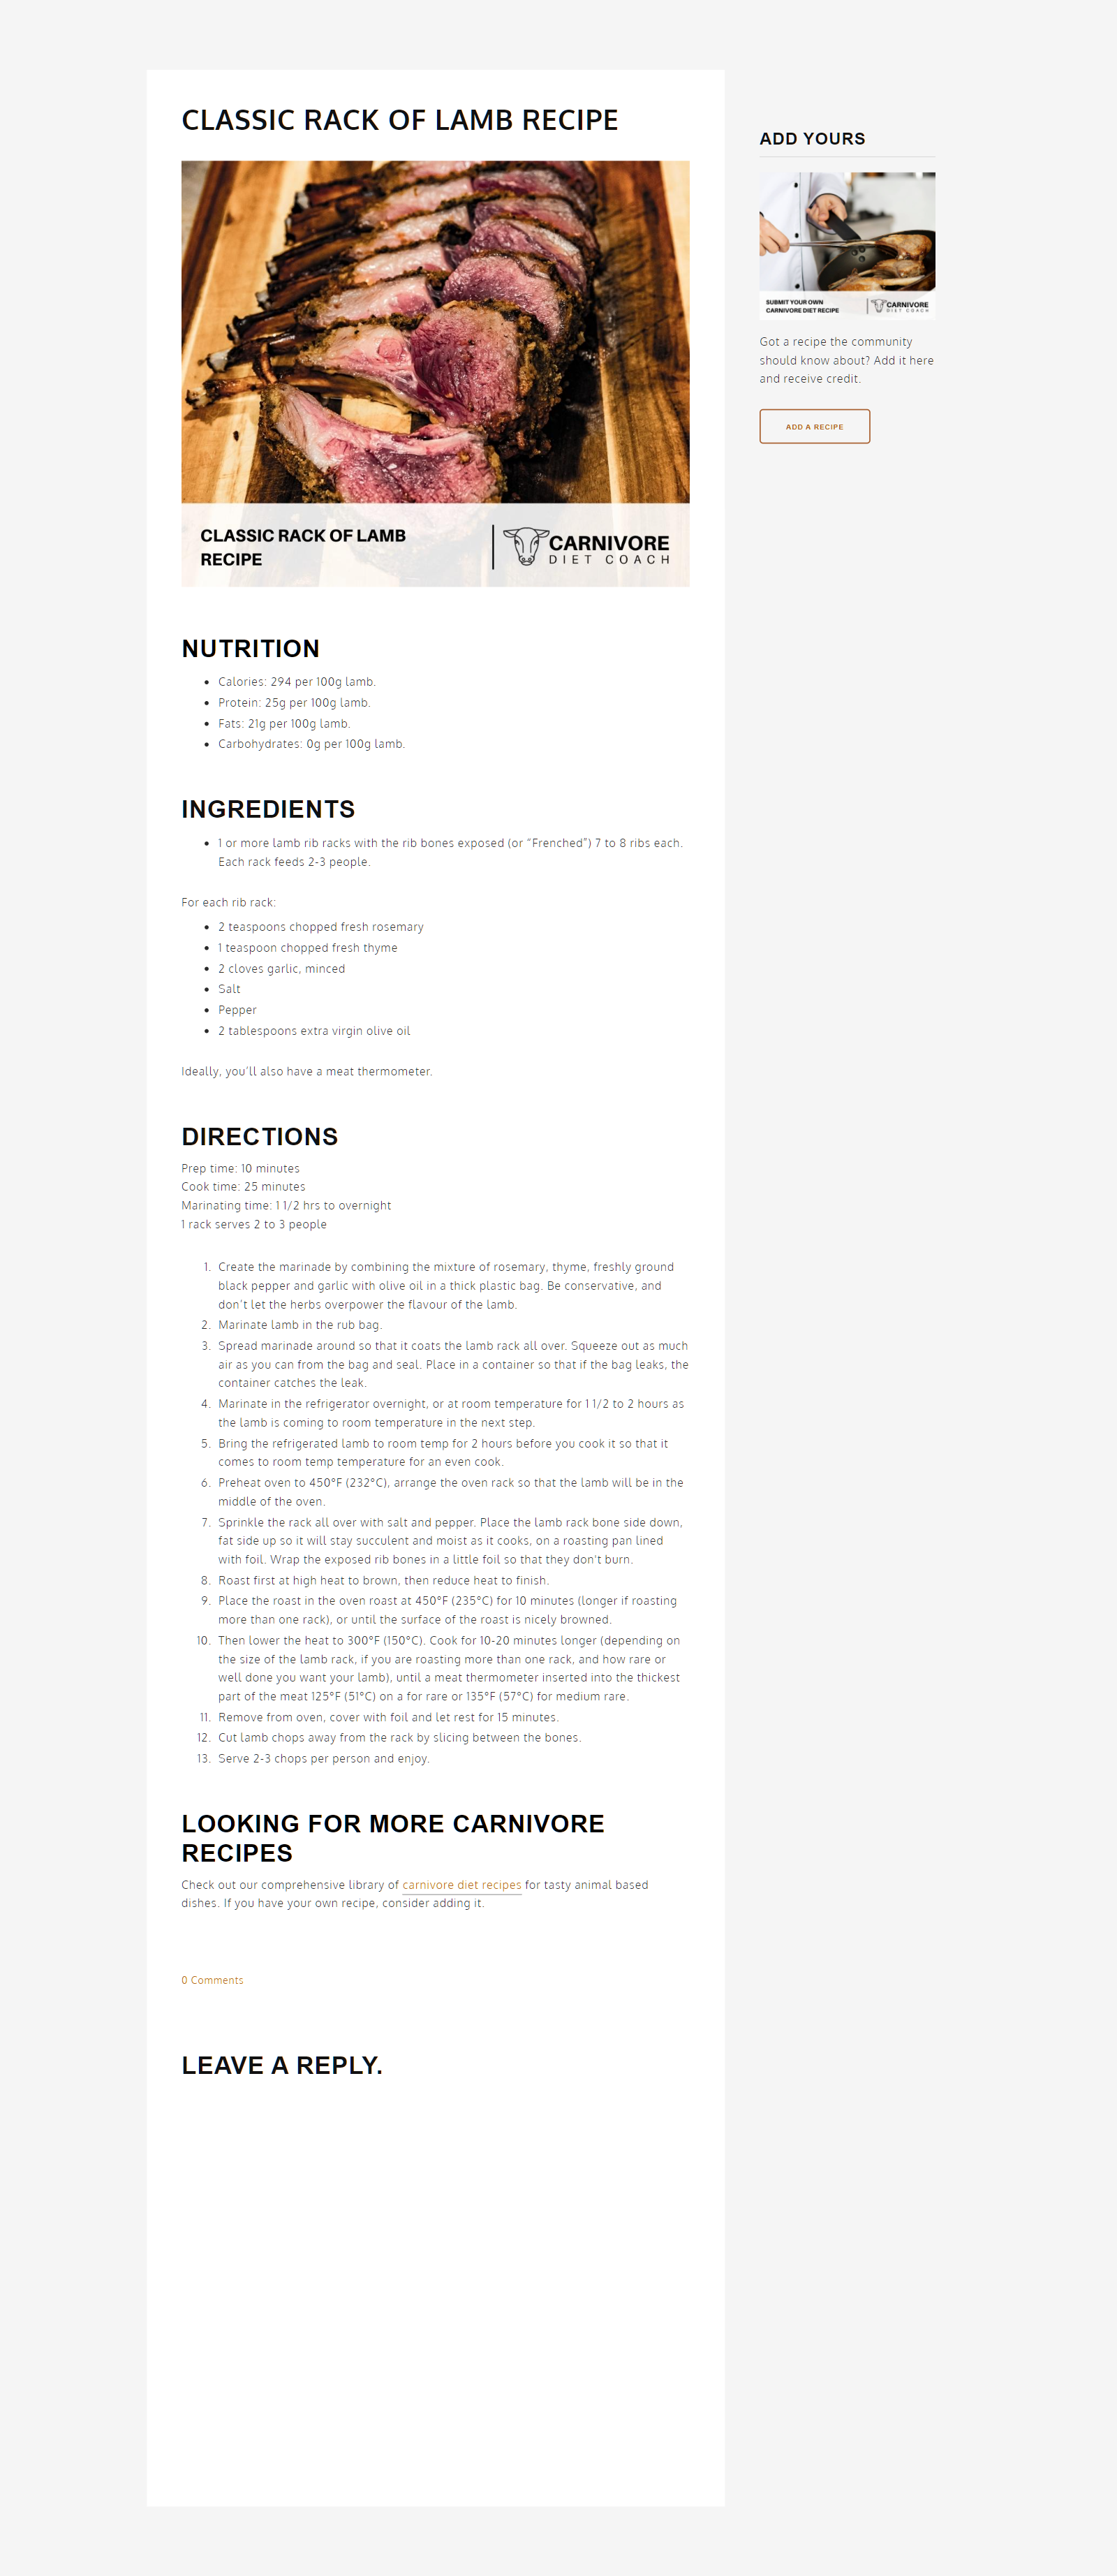 CLASSIC RACK OF LAMB RECIPE
CLASSIC RACK OF LAMB
RECIPE
CARNIVORE
DIET COACH
NUTRITION
Calories: 294 per 100g lamb.
Protein: 25g per 100g lamb.
Fats: 21g per 100g lamb.
Carbohydrates: 0g per 100g lamb.
INGREDIENTS
1 or more lamb rib racks with the rib bones exposed (or “Frenched”) 7 to 8 ribs each.
Each rack feeds 2-3 people.
For each rib rack:
2 teaspoons chopped fresh rosemary
1 teaspoon chopped fresh thyme
2 cloves garlic, minced
Salt
Pepper
2 tablespoons extra virgin olive oil
Ideally, you’ll also have a meat thermometer.
DIRECTIONS
Prep time: 10 minutes
Cook time: 25 minutes
Marinating time: 1 1/2 hrs to overnight
1 rack serves 2 to 3 people
1. Create the marinade by combining the mixture of rosemary, thyme, freshly ground
black pepper and garlic with olive oil in a thick plastic bag. Be conservative, and
don’t let the herbs overpower the flavour of the lamb.
2. Marinate lamb in the rub bag.
3. Spread marinade around so that it coats the lamb rack all over. Squeeze out as much
air as you can from the bag and seal. Place in a container so that if the bag leaks, the
container catches the leak.
4. Marinate in the refrigerator overnight, or at room temperature for 1 1/2 to 2 hours as
the lamb is coming to room temperature in the next step.
5. Bring the refrigerated lamb to room temp for 2 hours before you cook it so that it
comes to room temp temperature for an even cook.
6. Preheat oven to 450°F (232°C), arrange the oven rack so that the lamb will be in the
middle of the oven.
7. Sprinkle the rack all over with salt and pepper. Place the lamb rack bone side down,
fat side up so it will stay succulent and moist as it cooks, on a roasting pan lined
with foil. Wrap the exposed rib bones in a little foil so that they don’t burn.
8. Roast first at high heat to brown, then reduce heat to finish.
9. Place the roast in the oven roast at 450°F (235°C) for 10 minutes (longer if roasting
more than one rack), or until the surface of the roast is nicely browned.
10. Then lower the heat to 300°F (150°C). Cook for 10-20 minutes longer (depending on
the size of the lamb rack, if you are roasting more than one rack, and how rare or
well done you want your lamb), until a meat thermometer inserted into the thickest
part of the meat 125°F (51°C) on a for rare or 135°F (57°C) for medium rare.
11. Remove from oven, cover with foil and let rest for 15 minutes.
12. Cut lamb chops away from the rack by slicing between the bones.
13. Serve 2-3 chops per person and enjoy.
LOOKING FOR MORE CARNIVORE
RECIPES
Check out our comprehensive library of carnivore diet recipes for tasty animal based
dishes. If you have your own recipe, consider adding it.
0 Comments
LEAVE A REPLY.
ADD YOURS
SUBMIT YOUR OWN
CARNIVORE DIET RECIPE
CARNIVORE
DIET COACH
Got a recipe the community
should know about? Add it here
and receive credit.
ADD A RECIPE